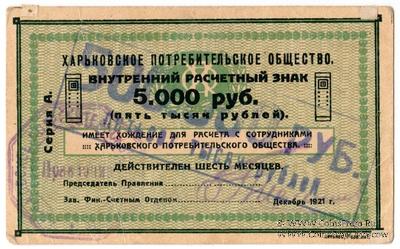 ХАРЬКОВСКОЕ ПОТРЕБИТЕЛЬСКОЕ ОБЩЕСТВО.
ВНУТРЕННИЙ РАСЧЕТНЫЙ ЗНАК
5.000 руб.
(пять тысяч рублей).
Серия А.
ИМЕЕТ ХОЖДЕНИЕ ДЛЯ РАСЧЕТА С СОТРУДНИКАМИ
ХАРЬКОВСКОГО ПОТРЕБИТЕЛЬСКОГО ОБЩЕСТВА.
ДЕЙСТВИТЕЛЕН ШЕСТЬ МЕСЯЦЕВ.
Председатель Правления
Зав. Фин.-Счетным Отделом
Декабрь 1921 г.
РУБ.